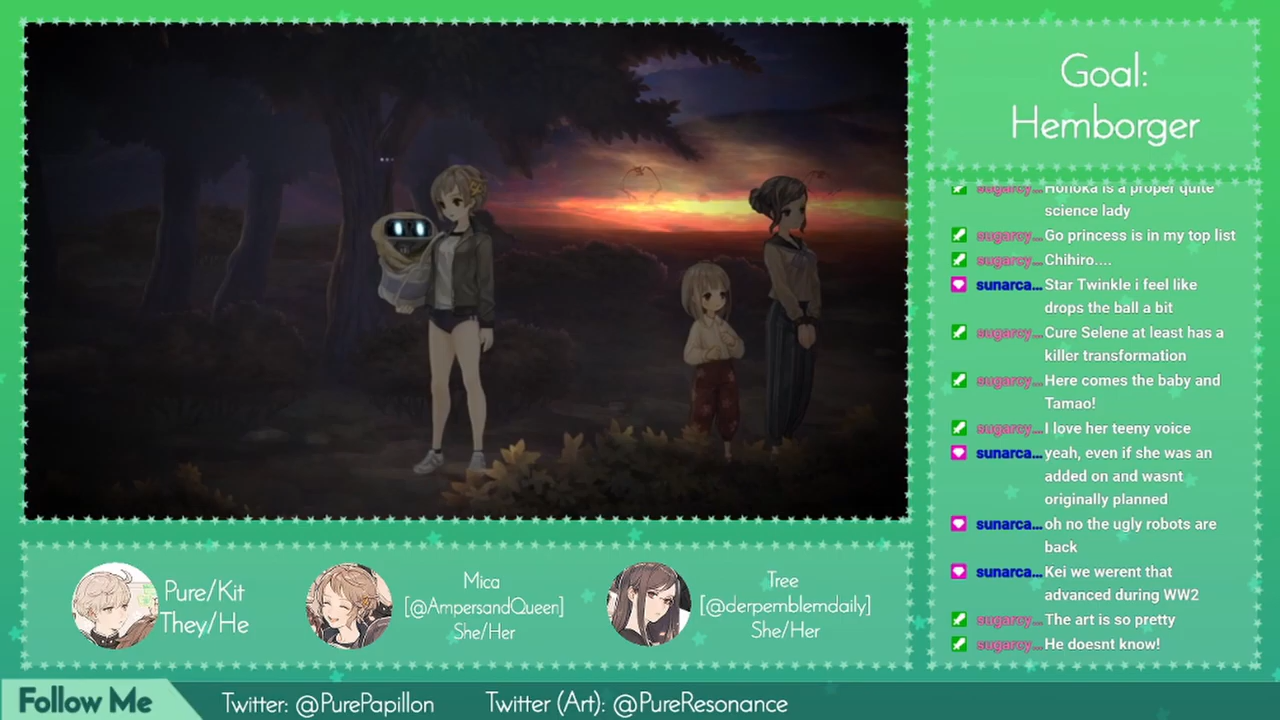 Goal:
Hemborger
sugarcy... Honoka is a proper quite
science lady
sugarcy... Go princess is in my top list
sugarcy... Chihiro....
sunarca... Star Twinkle i feel like
drops the ball a bit
sugarcy... Cure Selene at least has a
killer transformation
sugarcy... Here comes the baby and
Tamao!
sugarcy... I love her teeny voice
sunarca... yeah, even if she was an
added on and wasnt
originally planned
sunarca... oh no the ugly robots are
back
sunarca... Kei we werent that
advanced during WW2
sugarcy... The art is so pretty
sugarcy... He doesnt know!
Pure/Kit
They/He
Mica
[@AmpersandQueen]
She/Her
Tree
[@derpemblemdaily]
She/Her
Follow Me
Twitter: @PurePapillon
Twitter (Art): @PureResonance